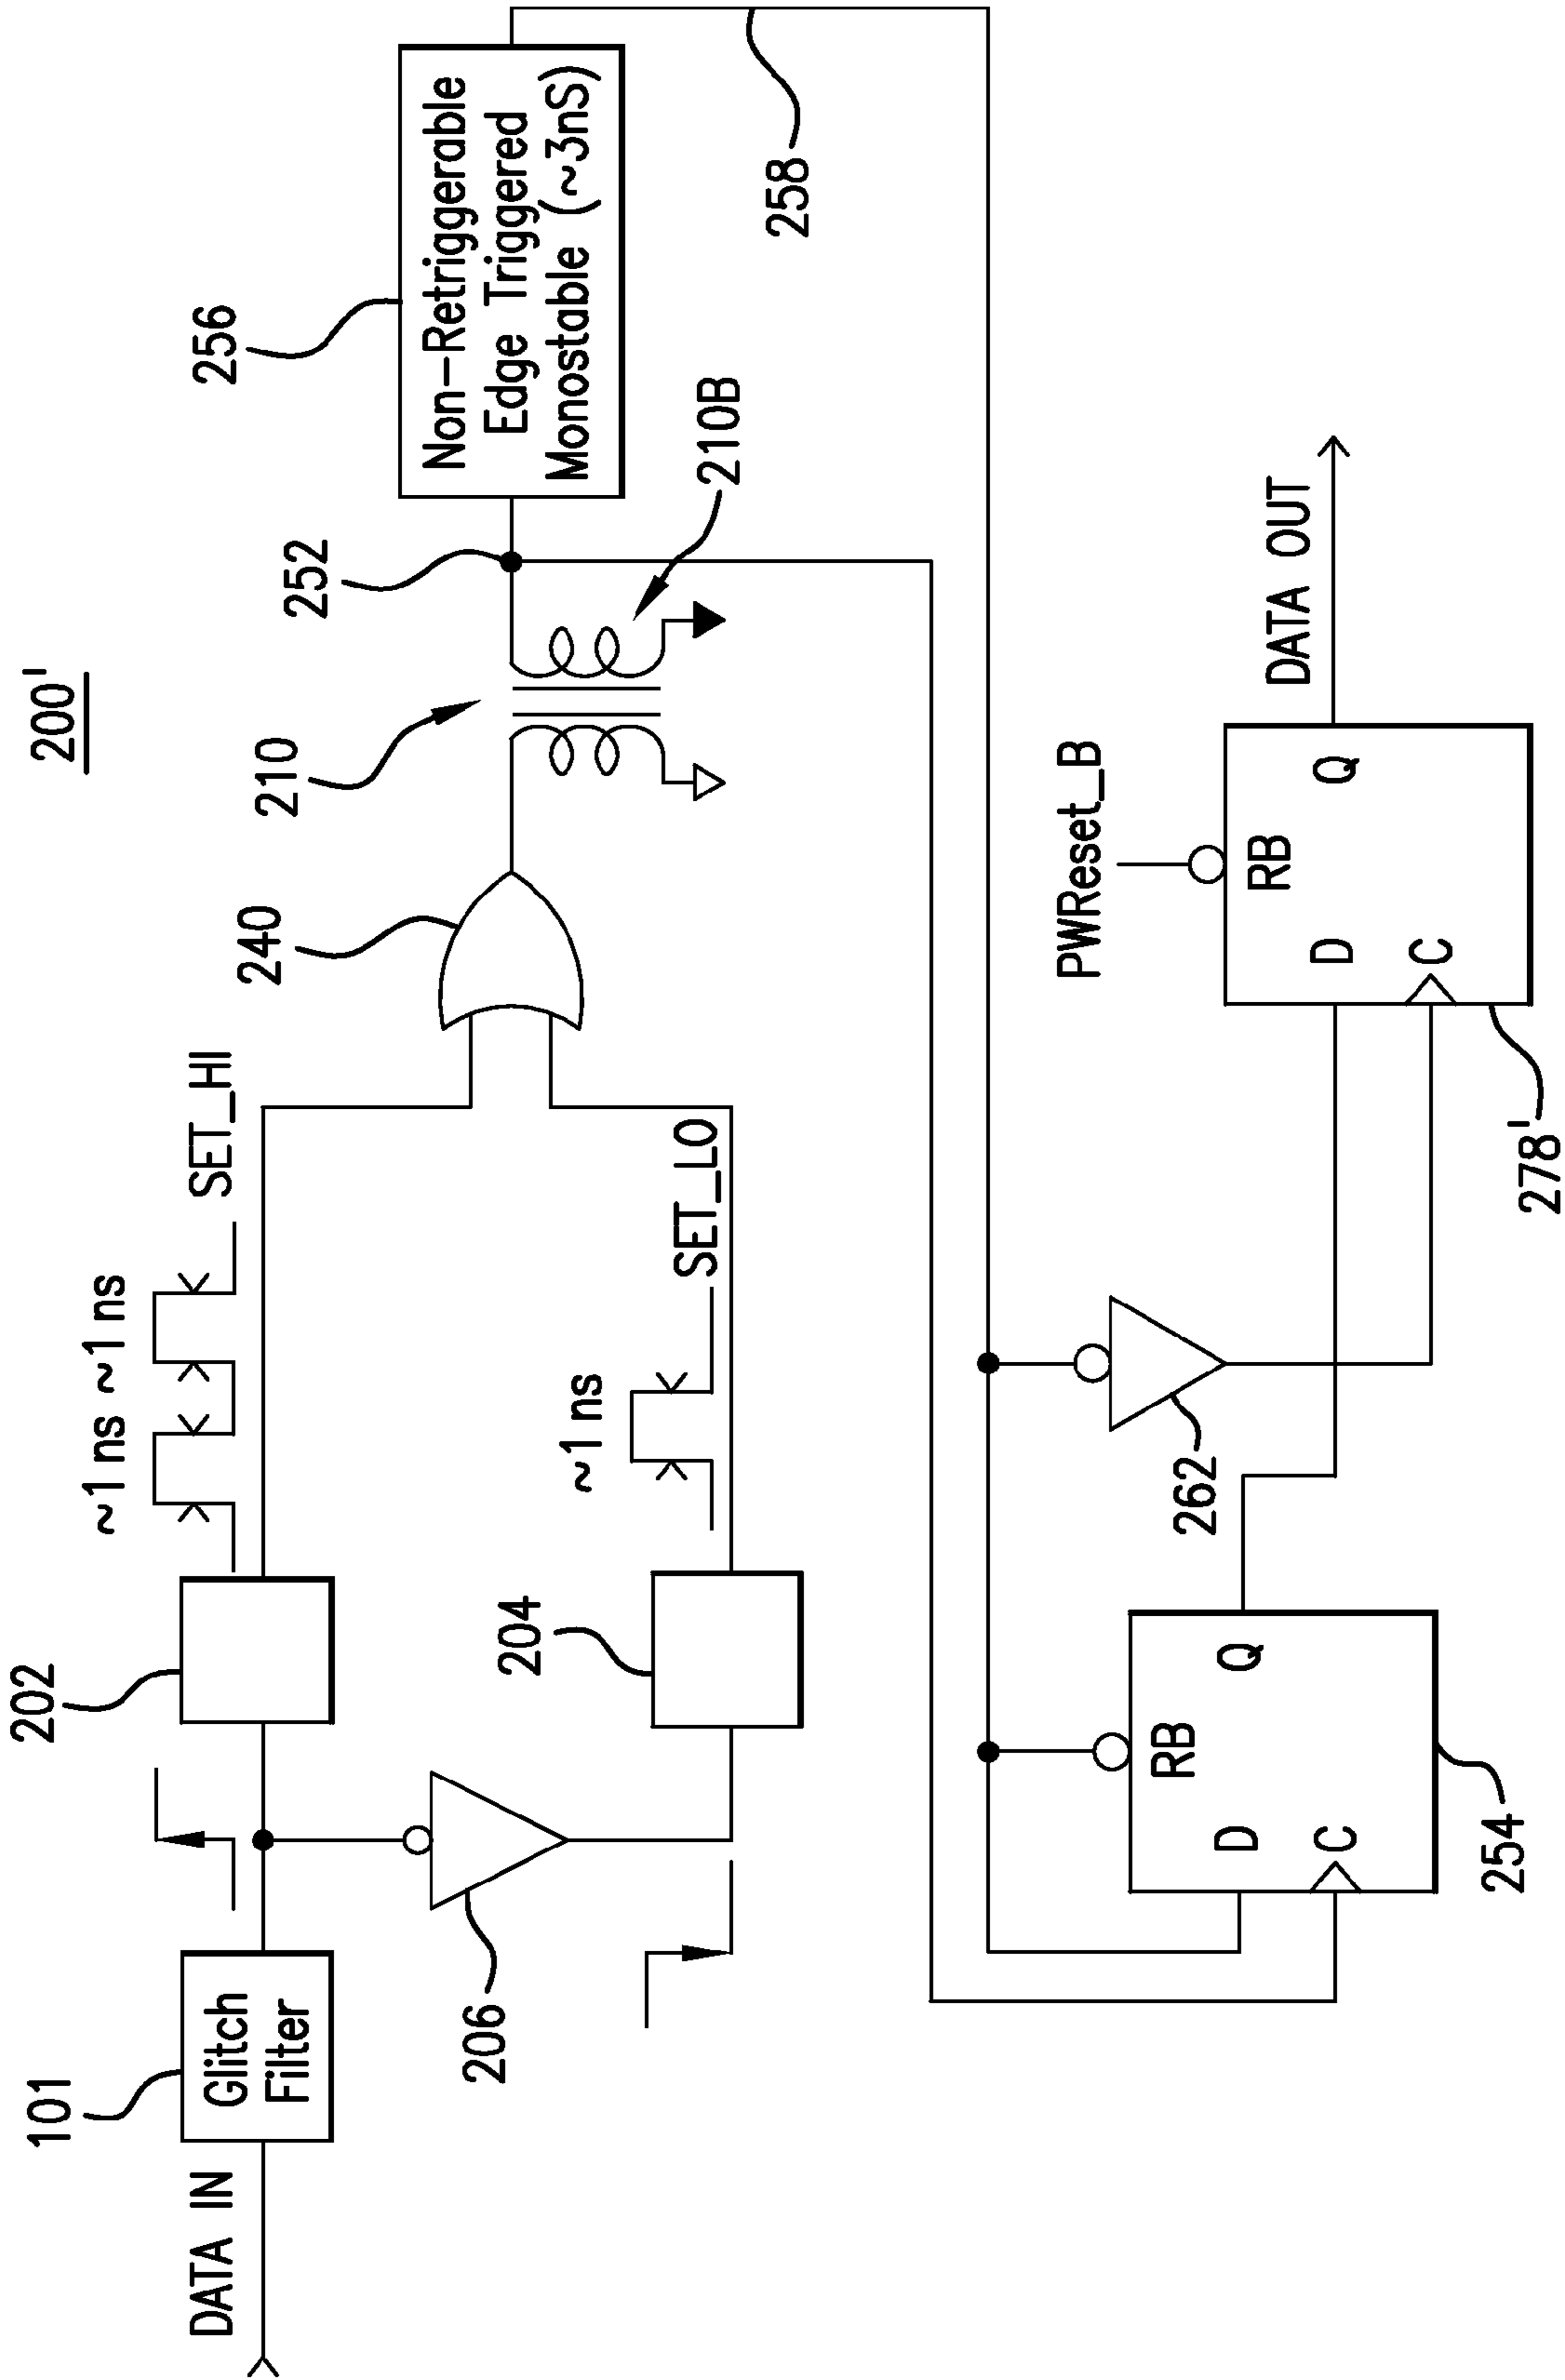 200'
DATA IN
101
Glitch
Filter
202
~1 ns ~1 ns
SET_HI
206
204
~1 ns
SET_LO
240
210
210B
252
256
Non-Retriggerable
Edge Triggered
Monostable (~3nS)
258
254
D
C
RB
Q
262
PWReset_B
278'
D
C
RB
Q
DATA OUT